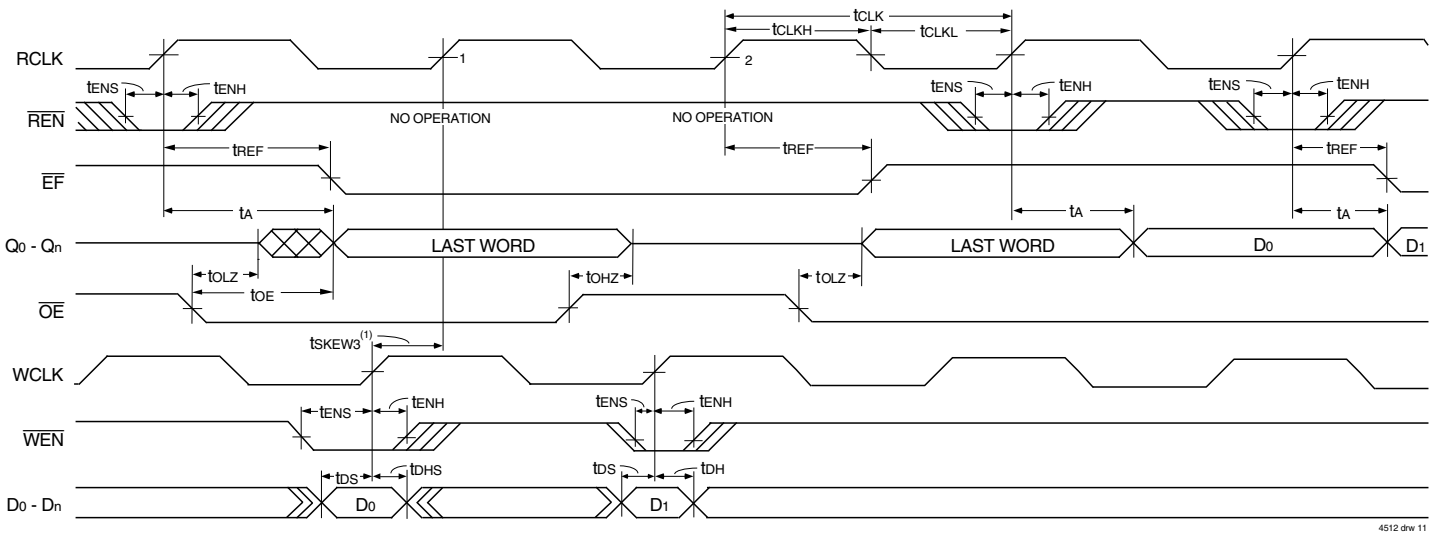 tCLK
tCLKH tCLKL
RCLK 1 2
tENS tENH tENS tENH tENS tENH
REN
NO OPERATION NO OPERATION
tREF tREF tREF
EF
tA tA tA
Q0 - Qn LAST WORD LAST WORD D0 D1
tOLZ tOHZ tOLZ
tOE
OE
tSKEW3(1)
WCLK
tENS tENH tENS tENH
WEN
tDS tDHS tDS tDH
D0 - Dn D0 D1
4512 drw 11